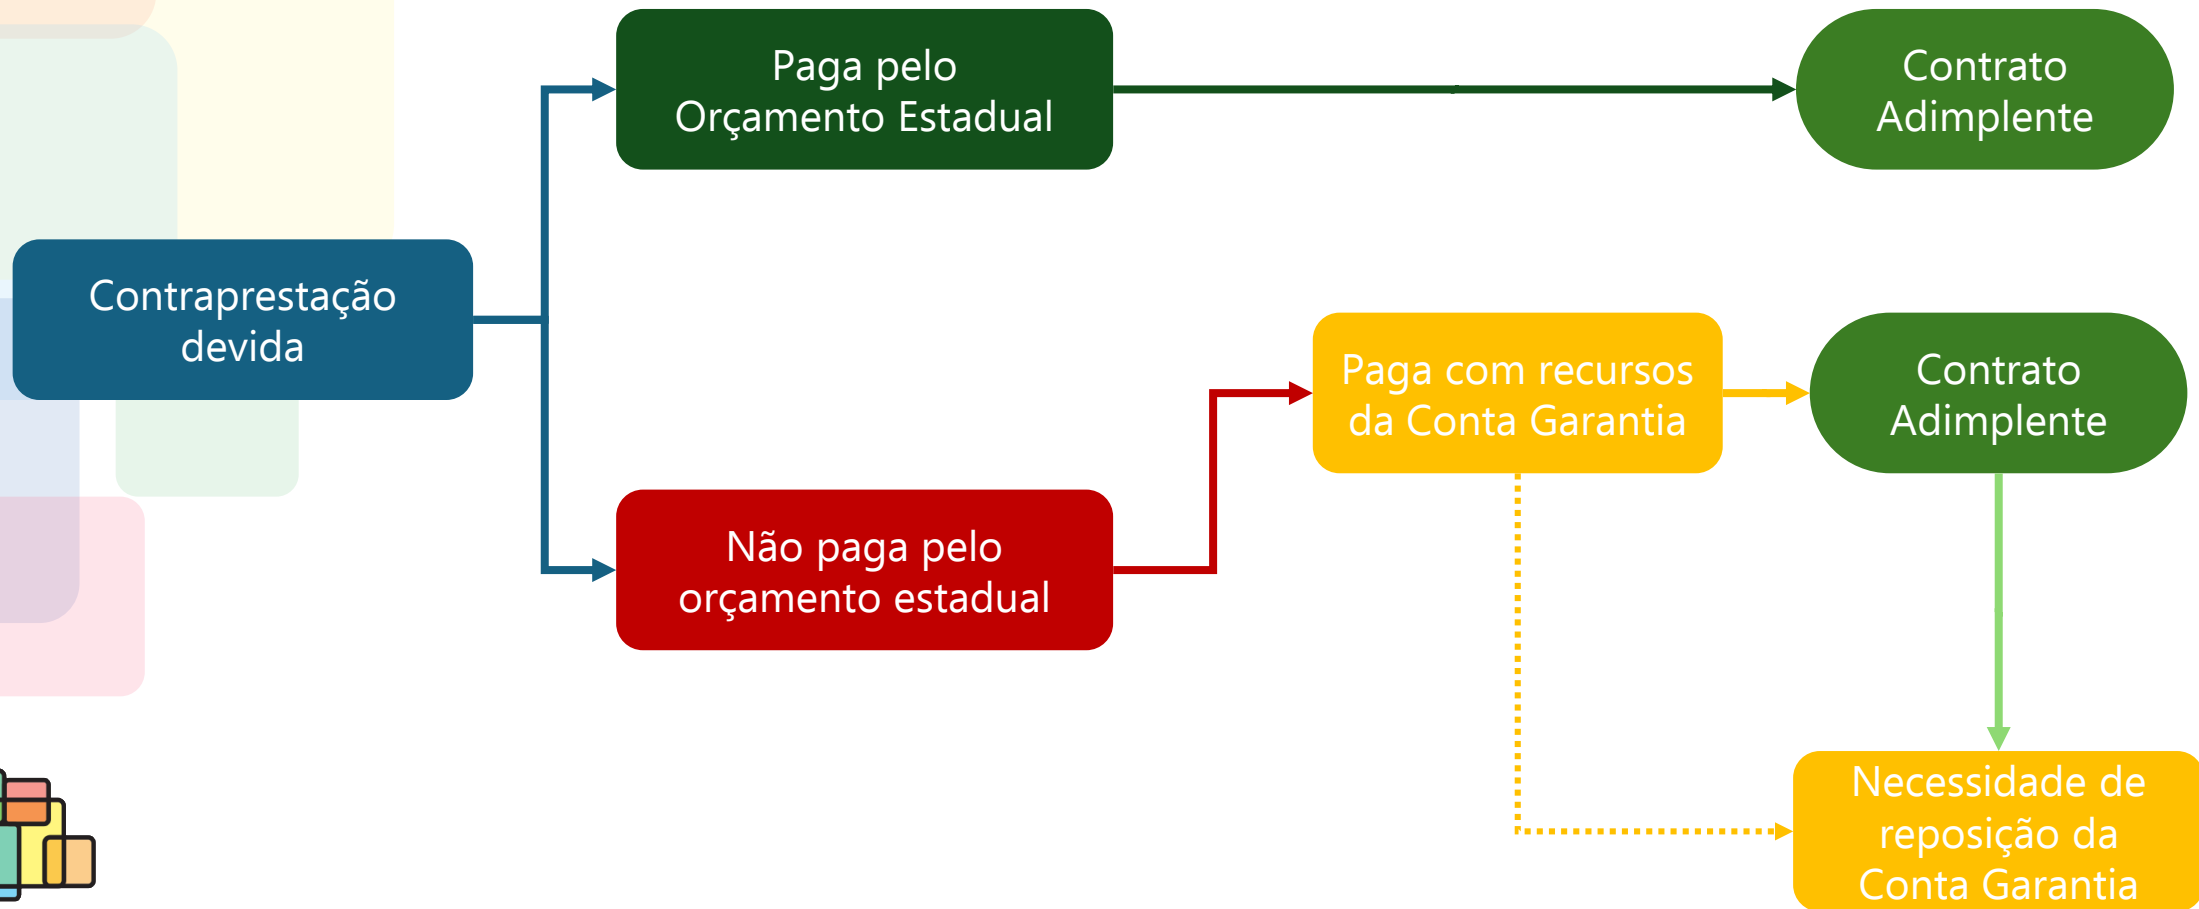 Paga pelo
Orçamento Estadual
Contrato
Adimplente
Contraprestação
devida
Paga com recursos
da Conta Garantia
Contrato
Adimplente
Não paga pelo
orçamento estadual
Necessidade de
reposição da
Conta Garantia